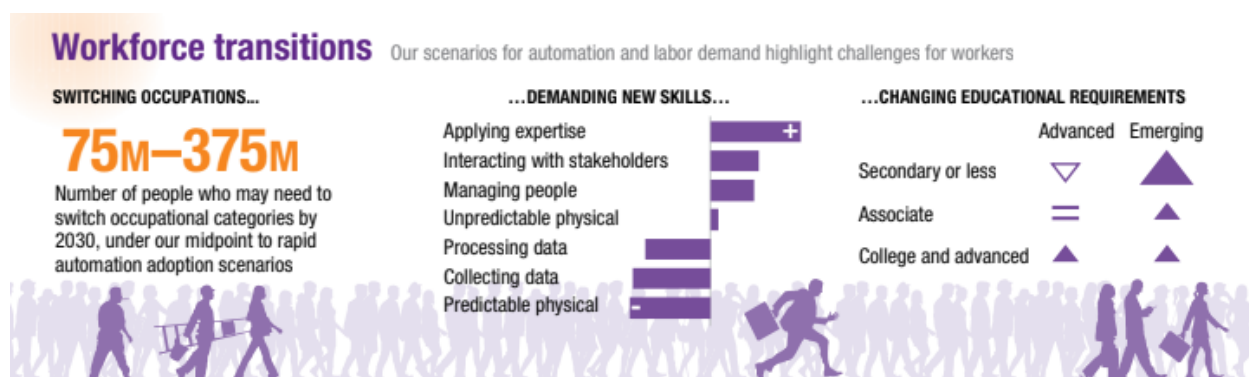 Workforce transitions Our scenarios for automation and labor demand highlight challenges for workers
SWITCHING OCCUPATIONS...
75M–375M
Number of people who may need to
switch occupational categories by
2030, under our midpoint to rapid
automation adoption scenarios
...DEMANDING NEW SKILLS...
Applying expertise +
Interacting with stakeholders
Managing people
Unpredictable physical
Processing data
Collecting data
Predictable physical -
...CHANGING EDUCATIONAL REQUIREMENTS
Advanced Emerging
Secondary or less
Associate
College and advanced